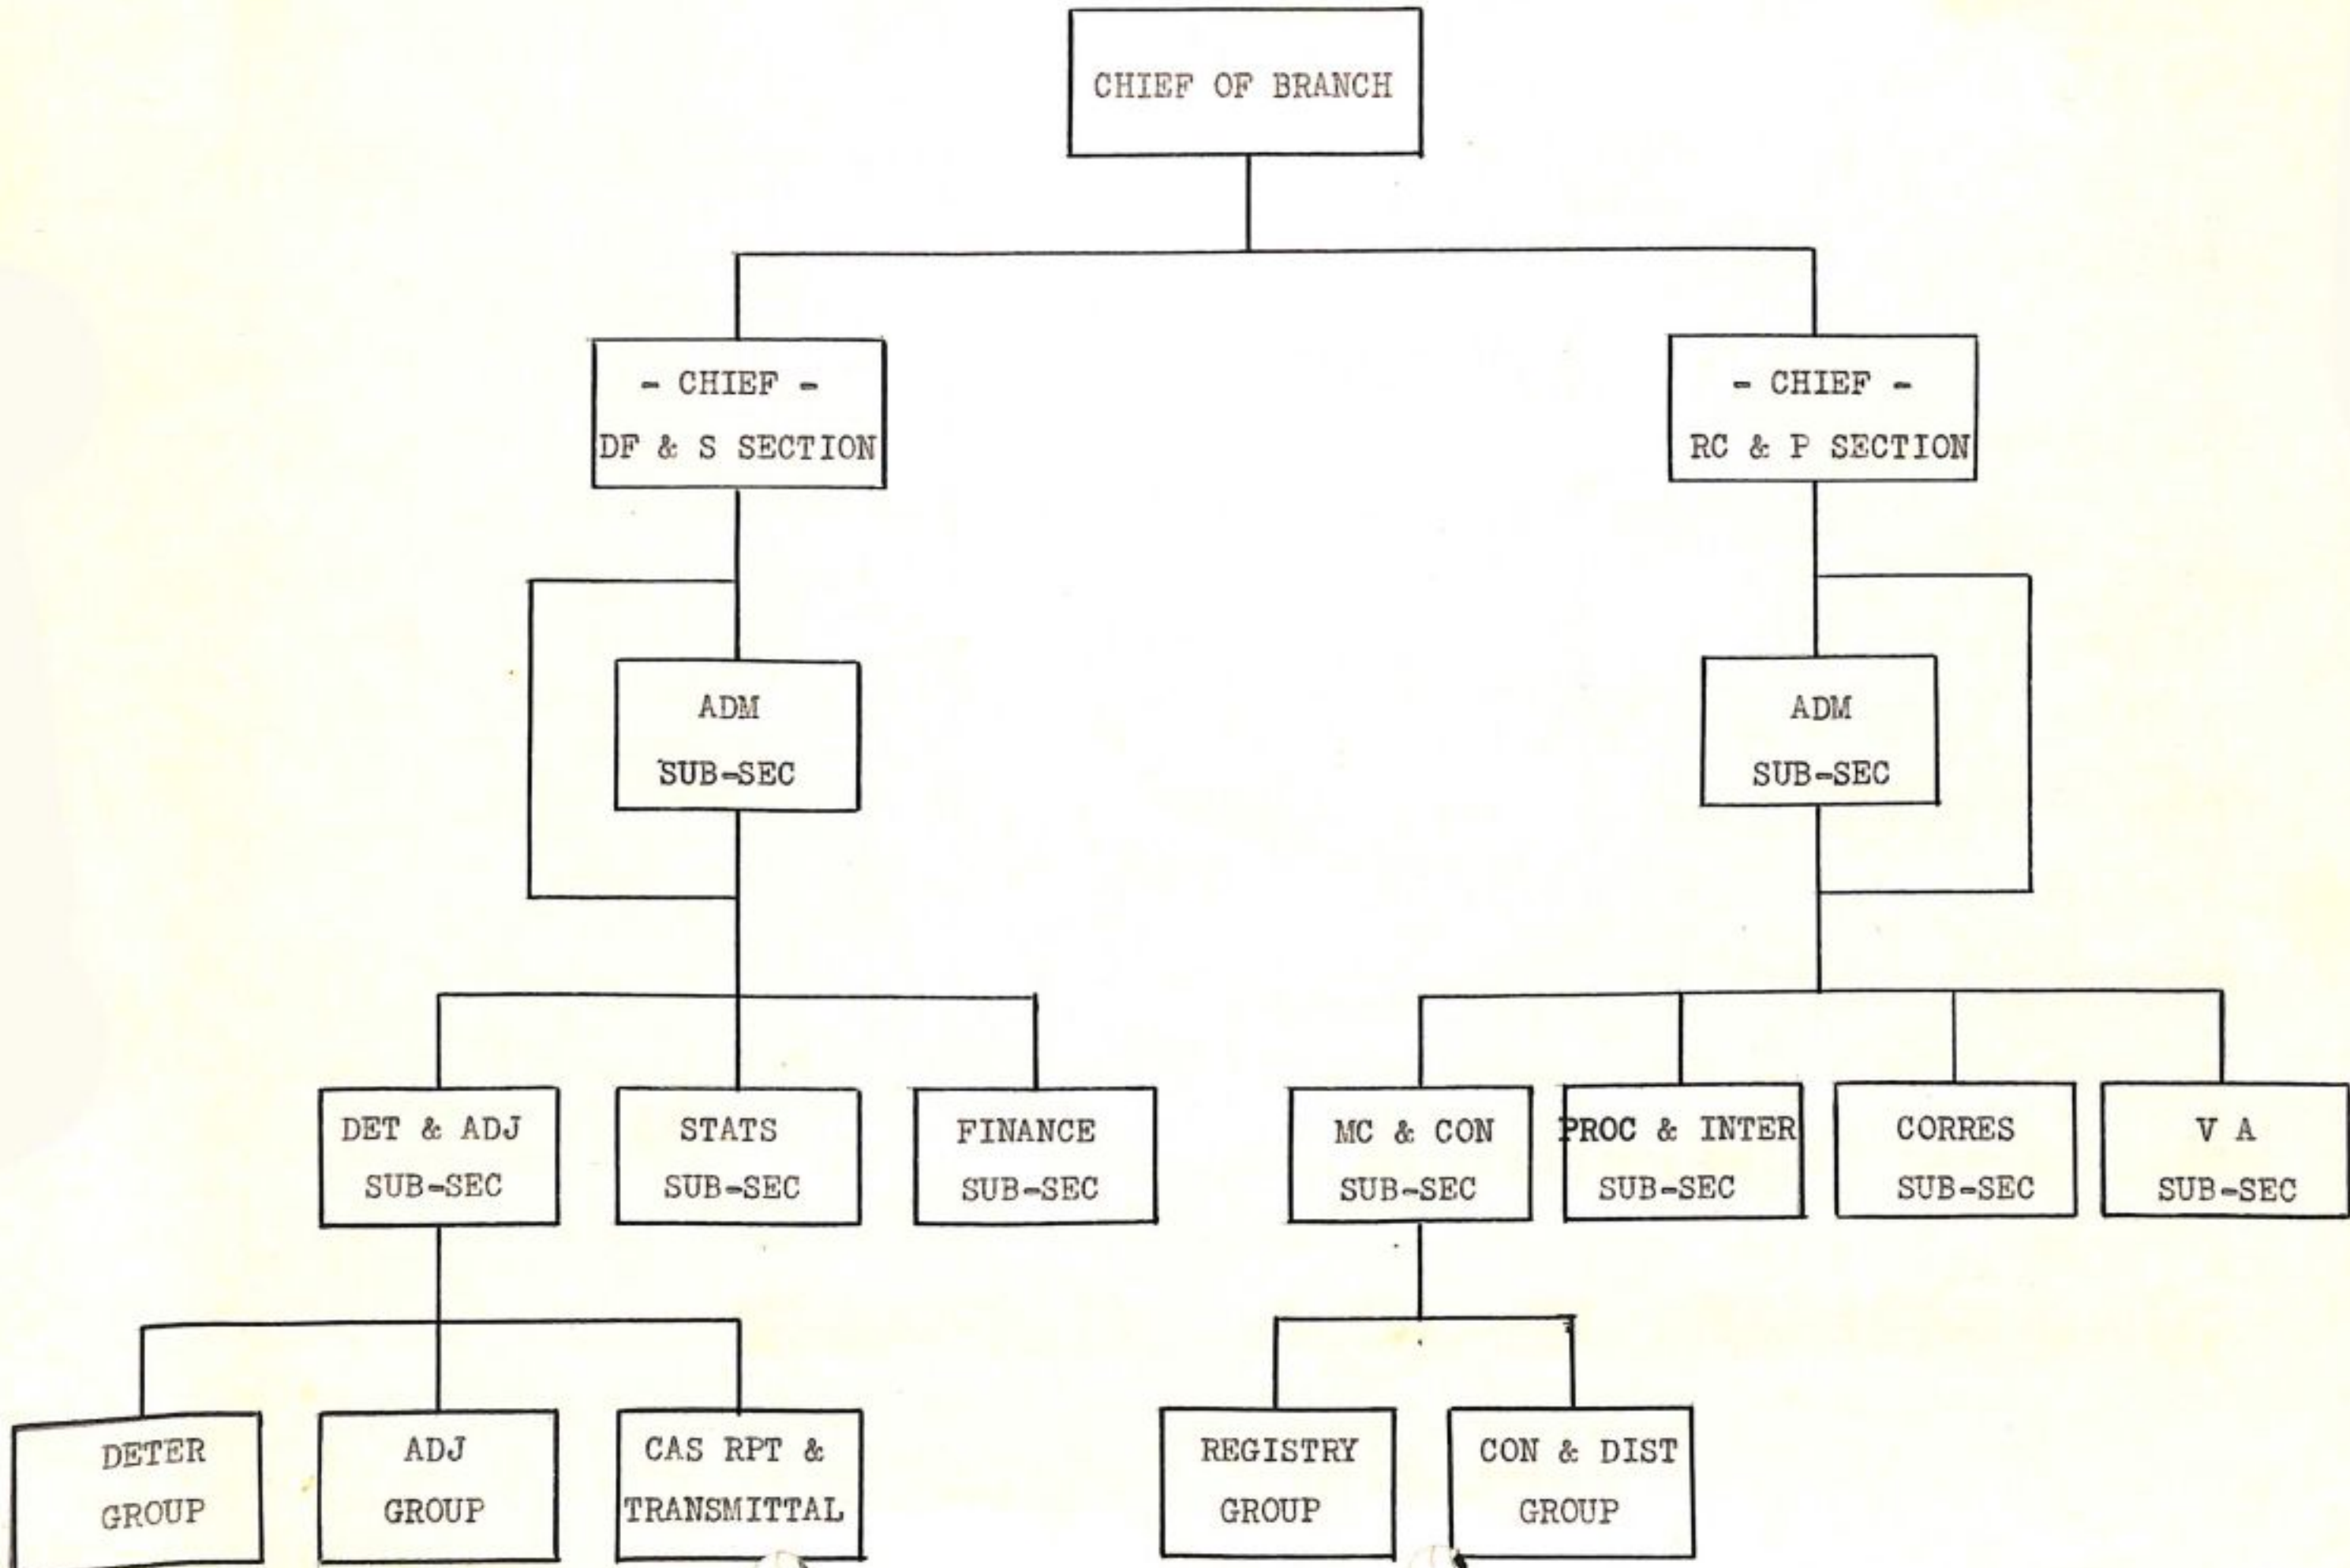 CHIEF OF BRANCH
- CHIEF -
DF & S SECTION
- CHIEF -
RC & P SECTION
ADM
SUB-SEC
ADM
SUB-SEC
DET & ADJ
SUB-SEC
STATS
SUB-SEC
FINANCE
SUB-SEC
MC & CON
SUB-SEC
PROC & INTER
SUB-SEC
CORRES
SUB-SEC
V A
SUB-SEC
DETER
GROUP
ADJ
GROUP
CAS RPT &
TRANSMITTAL
REGISTRY
GROUP
CON & DIST
GROUP